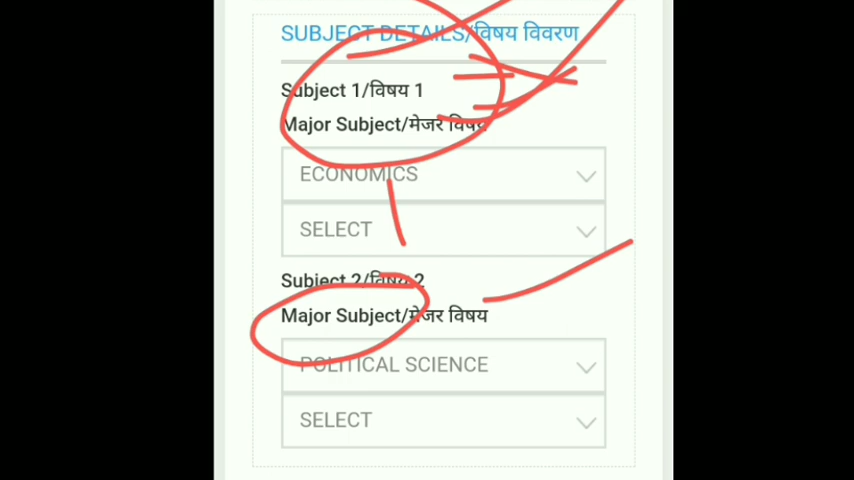 SUBJECT DETAILS/विषय विवरण
Subject 1/विषय 1
Major Subject/मेजर विषय
ECONOMICS
SELECT
Subject 2/विषय 2
Major Subject/मेजर विषय
POLITICAL SCIENCE
SELECT